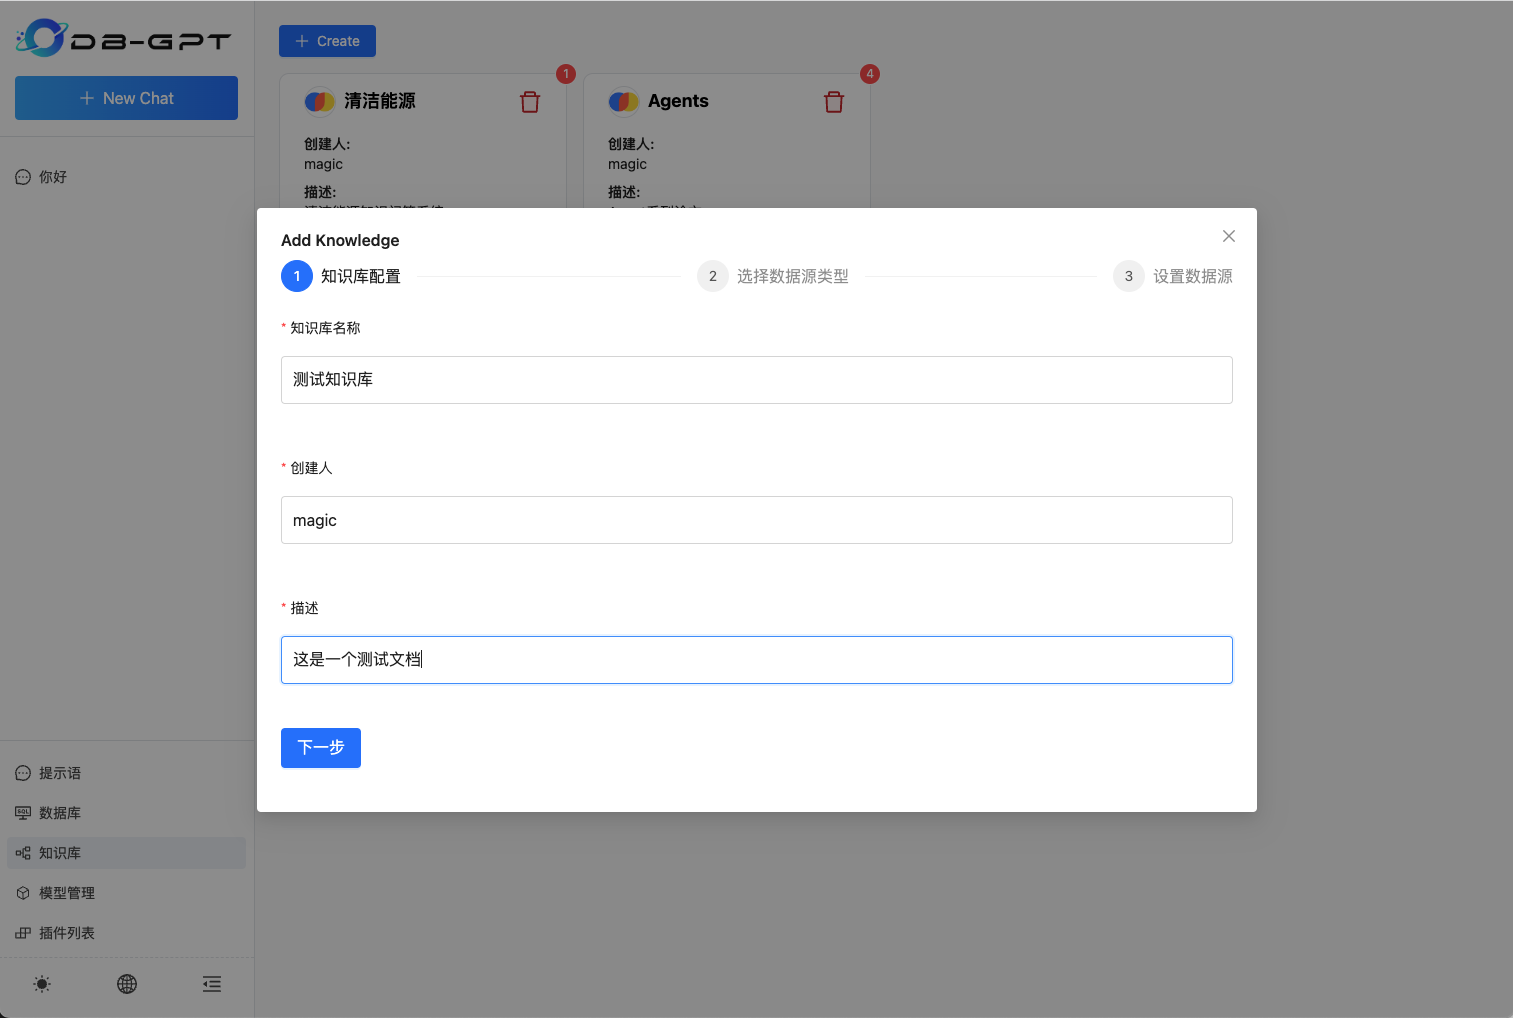 DB-GPT
+ New Chat
你好
提示语
SQL
数据库
知识库
模型管理
插件列表
+ Create
1
清洁能源
创建人:
magic
描述:
4
Agents
创建人:
magic
描述:
Add Knowledge
1 知识库配置
2 选择数据源类型
3 设置数据源
* 知识库名称
测试知识库
* 创建人
magic
* 描述
这是一个测试文档
下一步